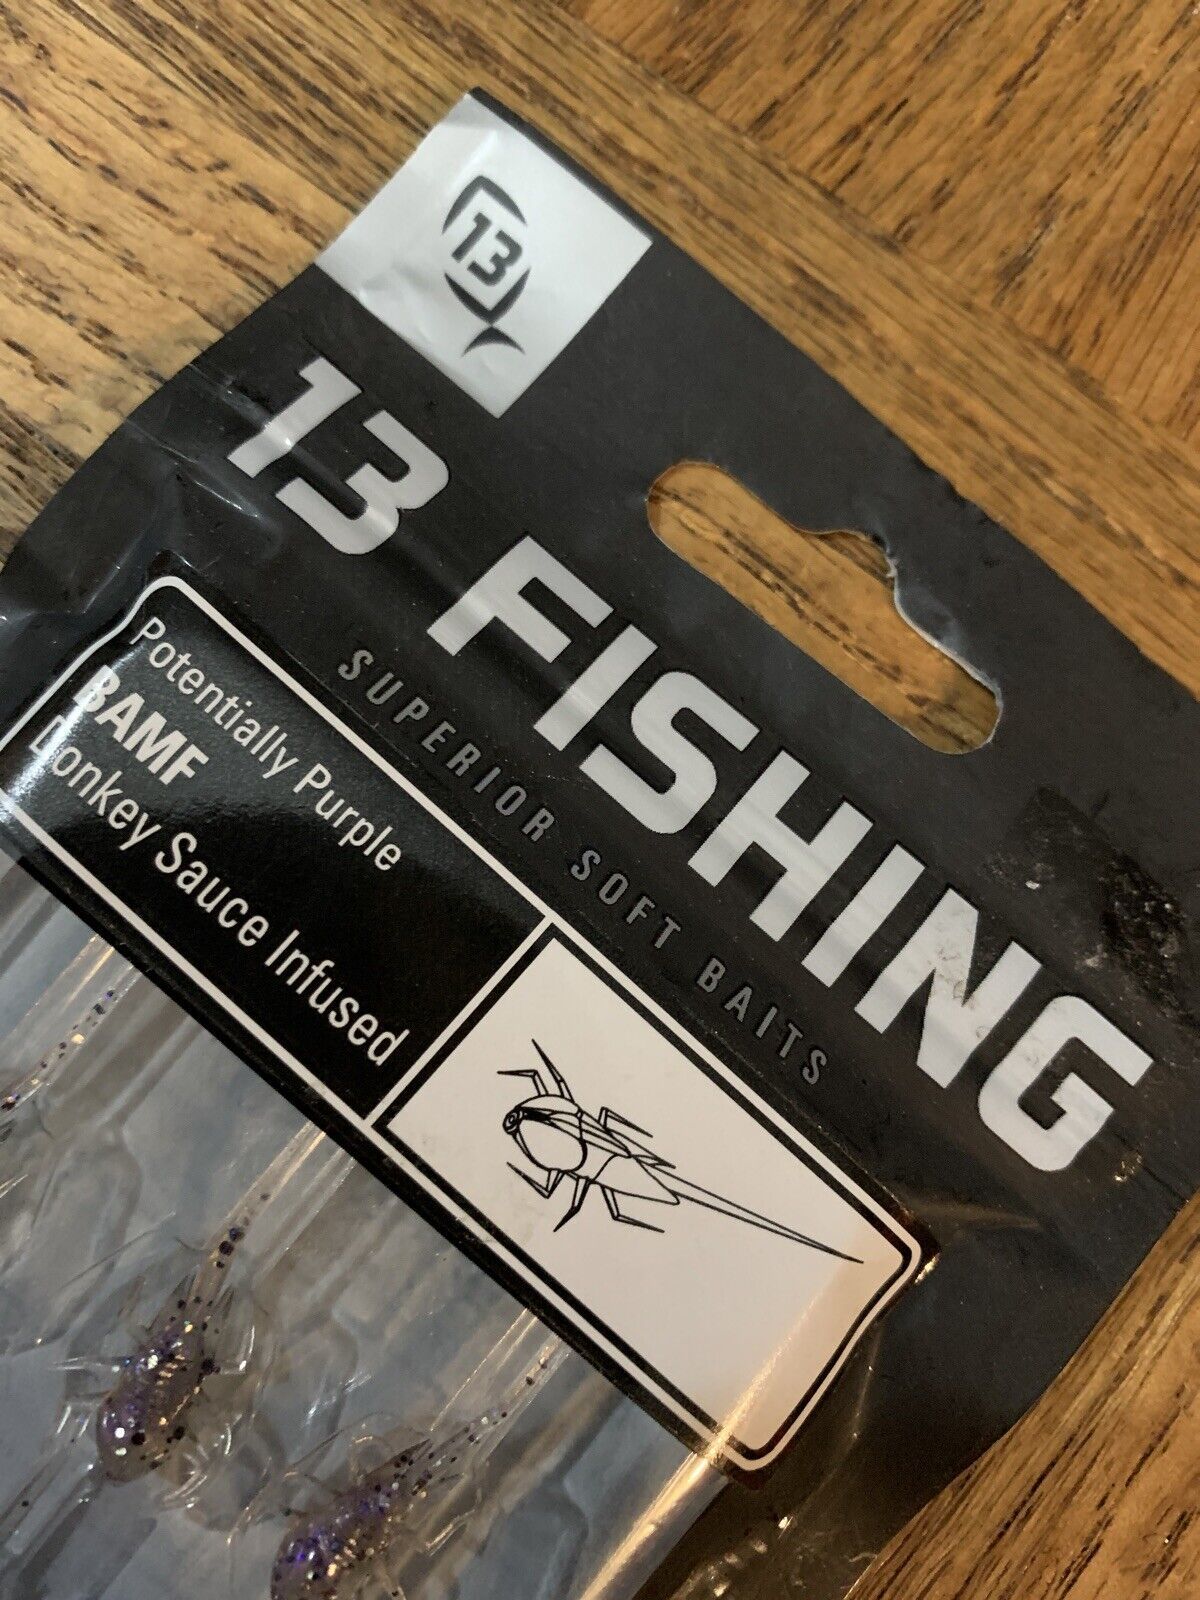 13
13 FISHING
SUPERIOR SOFT BAITS
Potentially Purple
BAMF
Donkey Sauce Infused